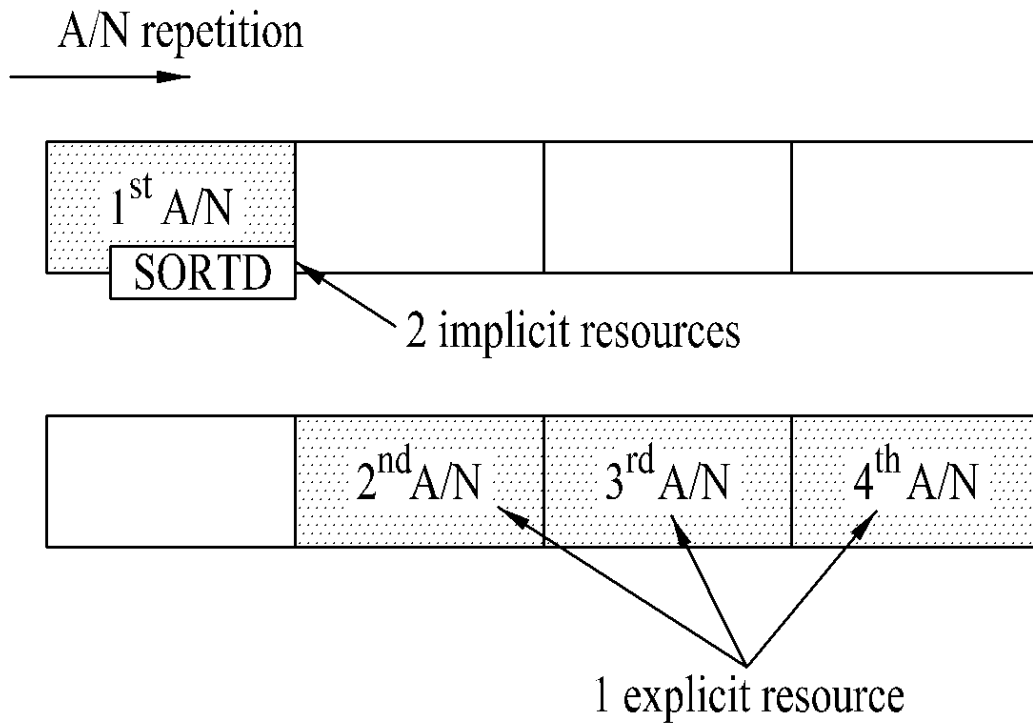 A/N repetition
1st A/N
SORTD
2 implicit resources
2nd A/N 3rd A/N 4th A/N
1 explicit resource